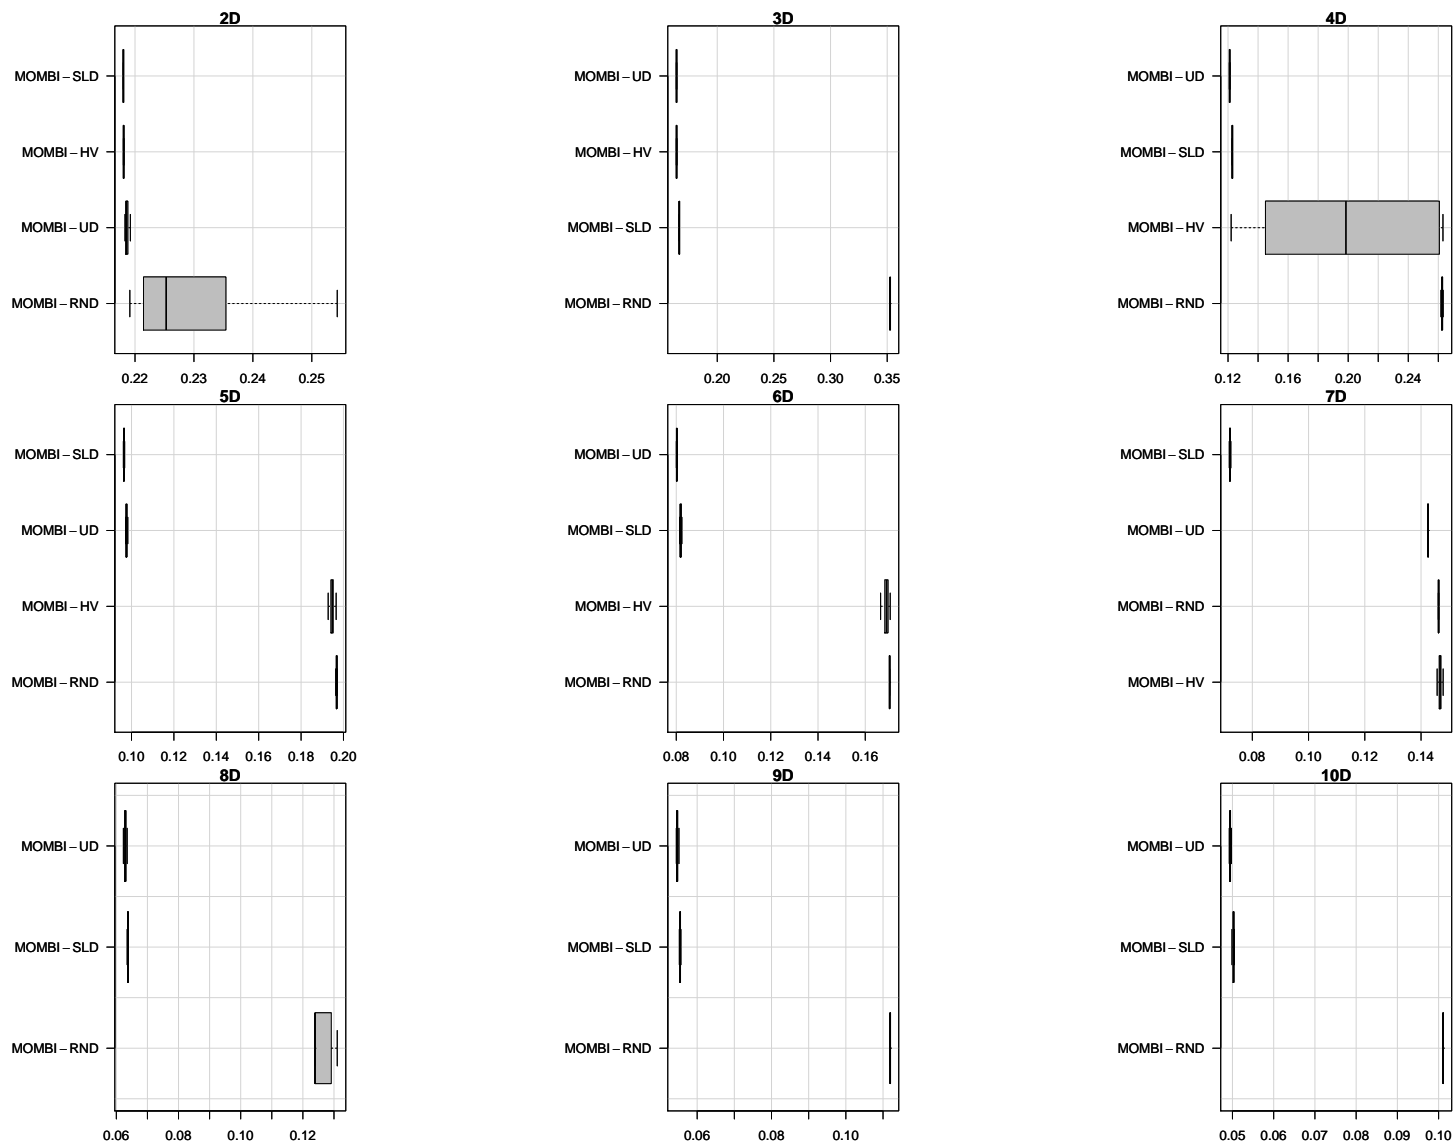 2D
MOMBI-SLD
MOMBI-HV
MOMBI-UD
MOMBI-RND
0.22 0.23 0.24 0.25
3D
MOMBI-UD
MOMBI-HV
MOMBI-SLD
MOMBI-RND
0.20 0.25 0.30 0.35
4D
MOMBI-UD
MOMBI-SLD
MOMBI-HV
MOMBI-RND
0.12 0.16 0.20 0.24
5D
MOMBI-SLD
MOMBI-UD
MOMBI-HV
MOMBI-RND
0.10 0.12 0.14 0.16 0.18 0.20
6D
MOMBI-UD
MOMBI-SLD
MOMBI-HV
MOMBI-RND
0.08 0.10 0.12 0.14 0.16
7D
MOMBI-SLD
MOMBI-UD
MOMBI-RND
MOMBI-HV
0.08 0.10 0.12 0.14
8D
MOMBI-UD
MOMBI-SLD
MOMBI-RND
0.06 0.08 0.10 0.12
9D
MOMBI-UD
MOMBI-SLD
MOMBI-RND
0.06 0.08 0.10
10D
MOMBI-UD
MOMBI-SLD
MOMBI-RND
0.05 0.06 0.07 0.08 0.09 0.10